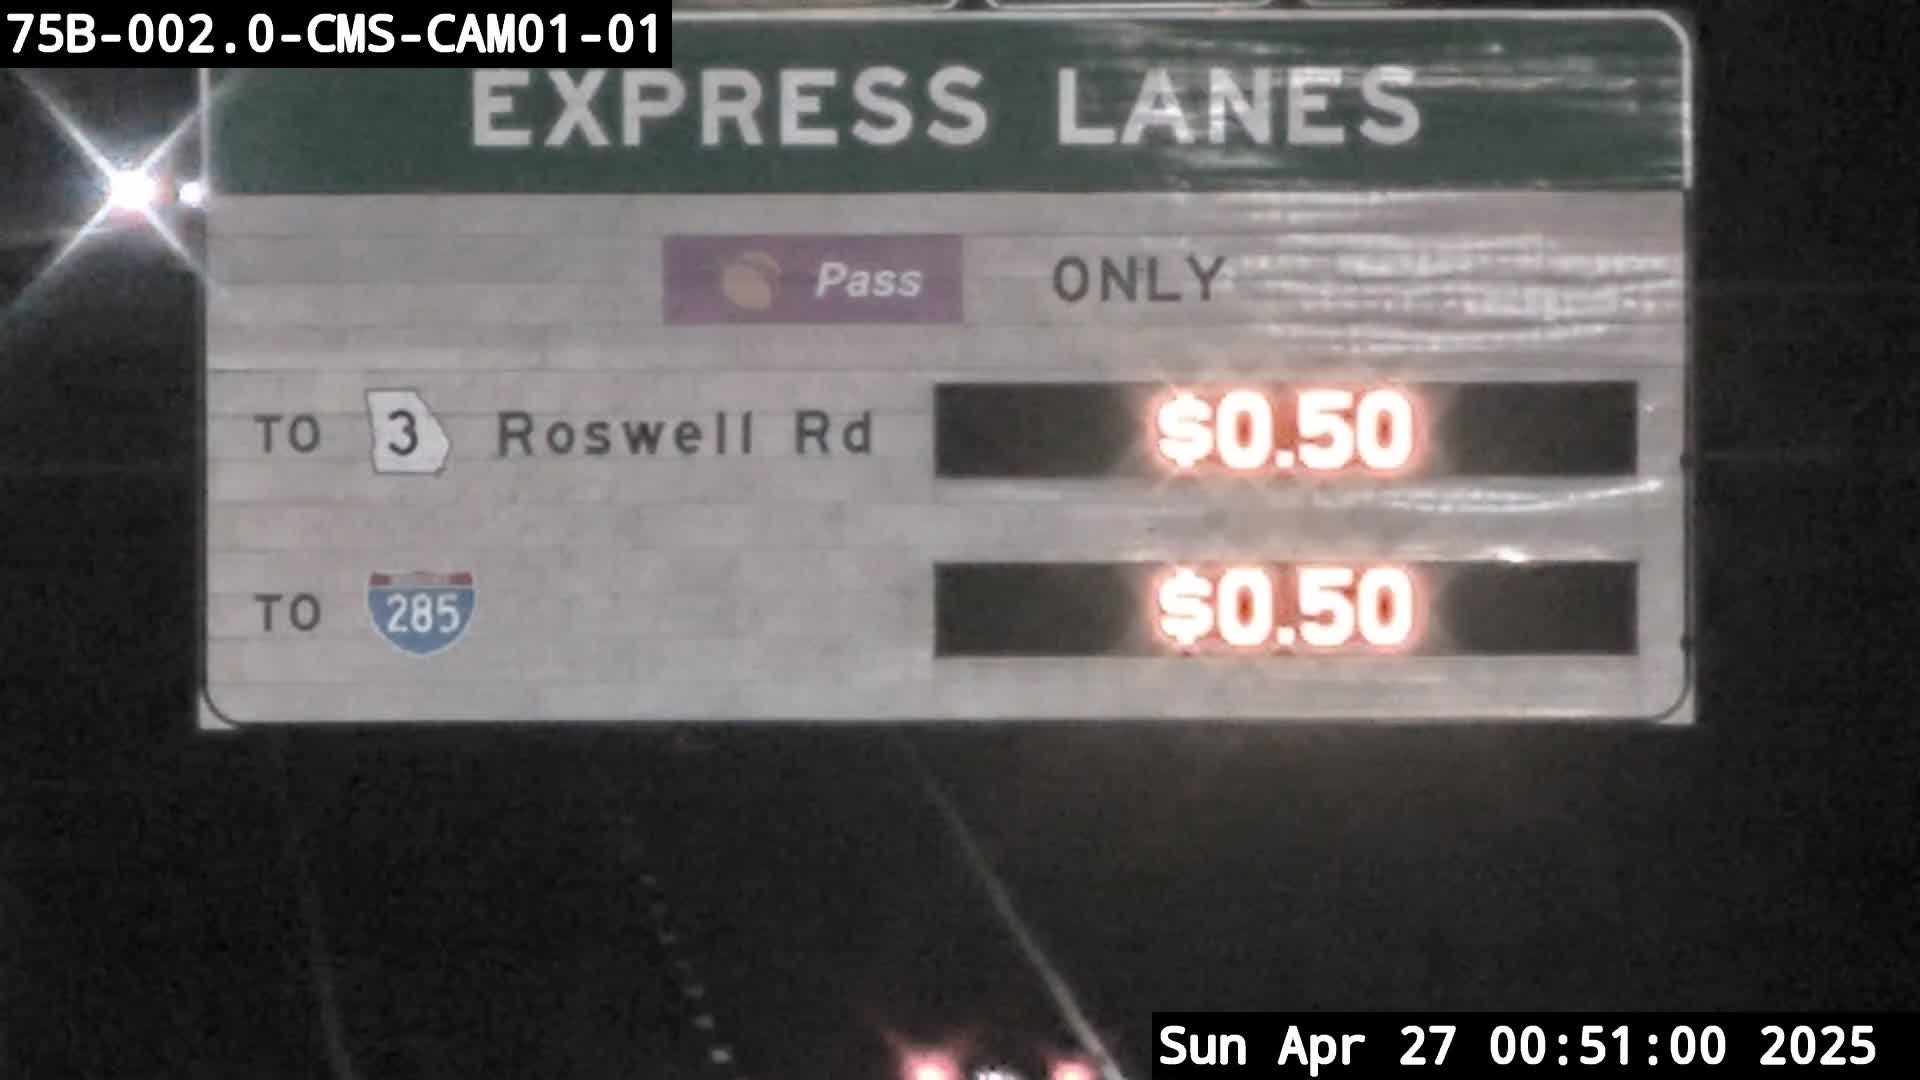 75B-002.0-CMS-CAM01-01
EXPRESS LANES
Pass ONLY
TO 3 Roswell Rd $0.50
TO 285 $0.50
Sun Apr 27 00:51:00 2025